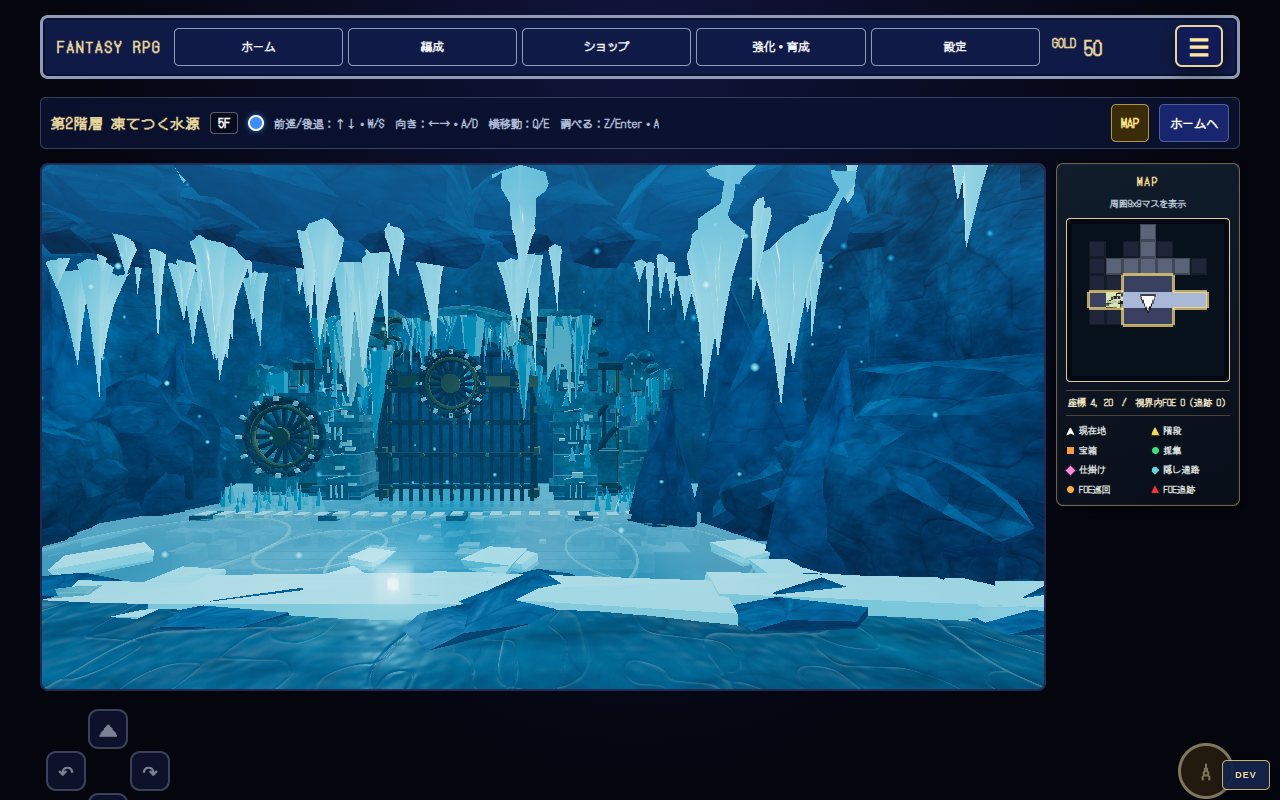 FANTASY RPG
ホーム
編成
ショップ
強化・育成
設定
GOLD 50
第2階層 凍てつく水源
5F
前進/後退:↑↓・W/S 向き:←→・A/D 横移動:Q/E 調べる:Z/Enter・A
MAP
ホームへ
MAP
周囲9x9マスを表示
座標 4, 20 / 視界内FOE 0 (追跡 0)
現在地
階段
宝箱
採集
仕掛け
隠し通路
FOE巡回
FOE追跡
A
DEV